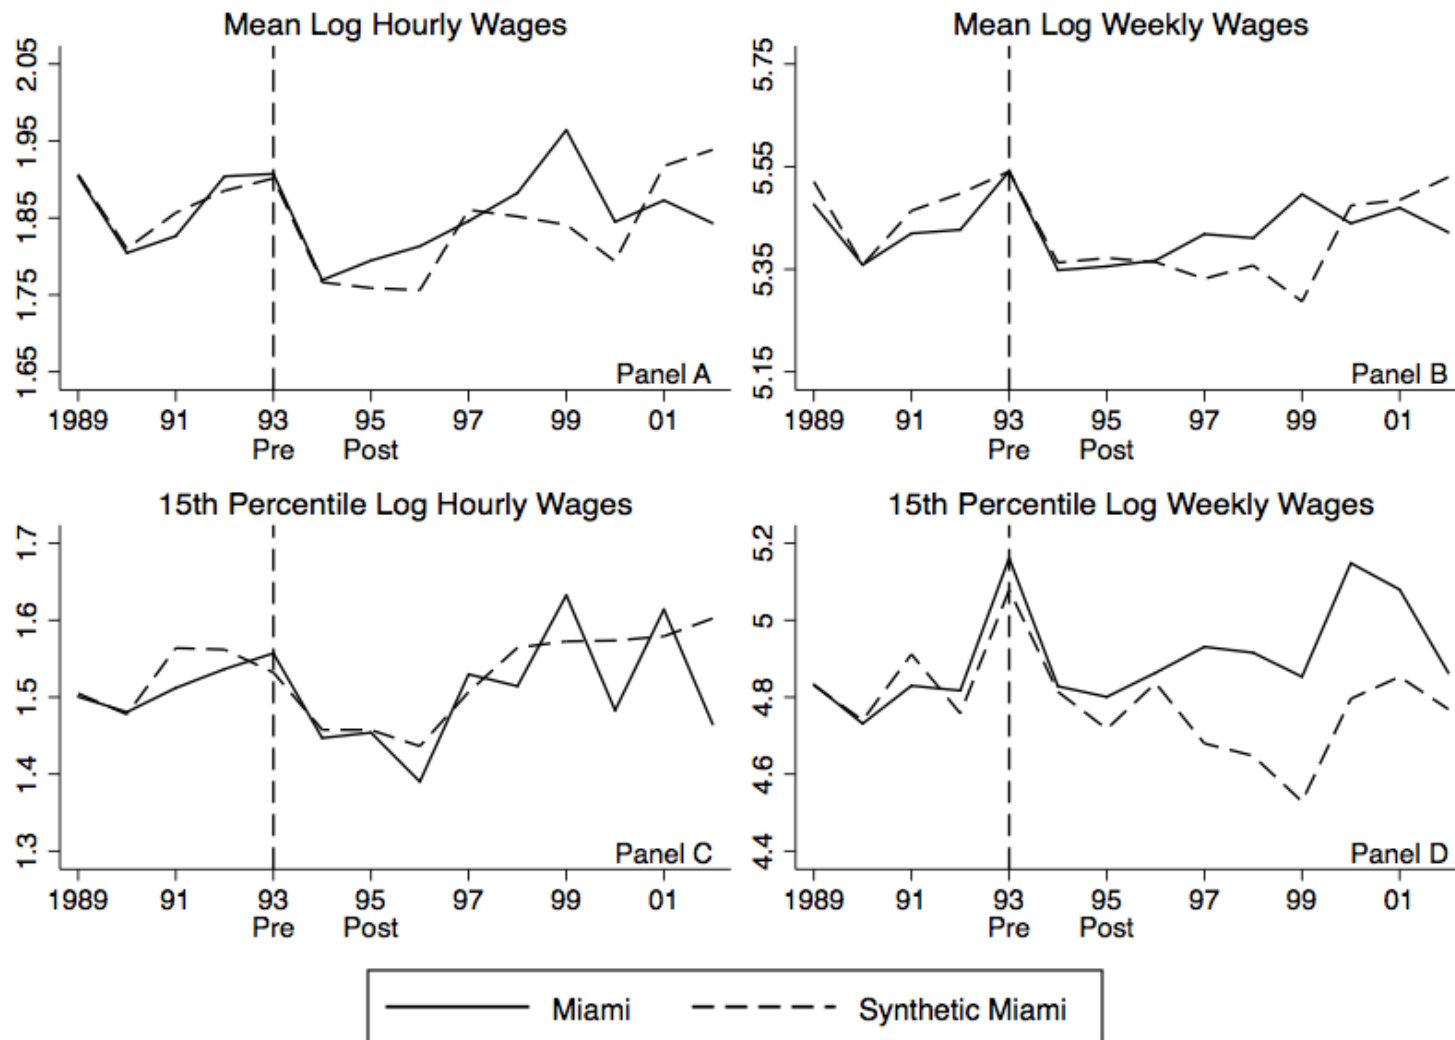 Mean Log Hourly Wages
2.05
1.95
1.85
1.75
1.65
Panel A
1989 91 93 95 97 99 01
Pre Post
Mean Log Weekly Wages
5.75
5.55
5.35
5.15
Panel B
1989 91 93 95 97 99 01
Pre Post
15th Percentile Log Hourly Wages
1.7
1.6
1.5
1.4
1.3
Panel C
1989 91 93 95 97 99 01
Pre Post
15th Percentile Log Weekly Wages
5.2
5
4.8
4.6
4.4
Panel D
1989 91 93 95 97 99 01
Pre Post
Miami Synthetic Miami